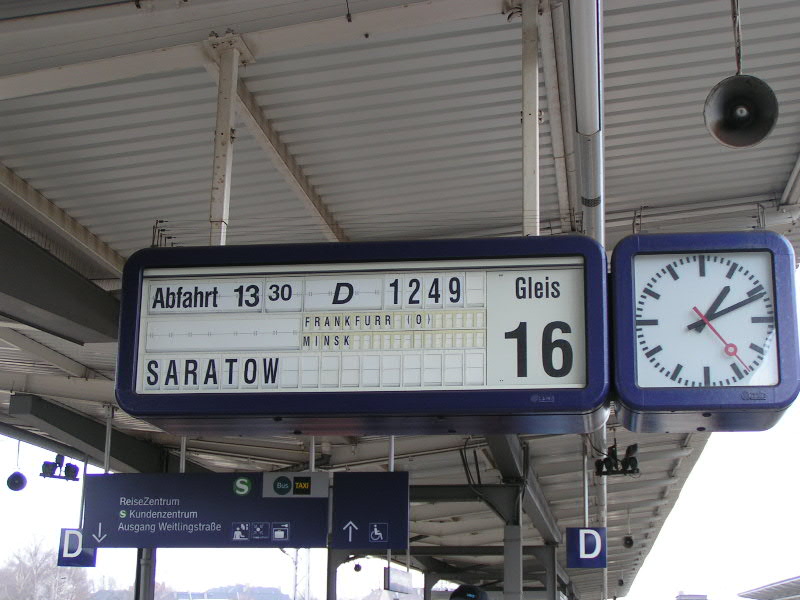 Abfahrt 13 30 D 1249 Gleis
FRANKFURR (O)
MINSK
16
SARATOW
S Bus TAXI
ReiseZentrum
S Kundenzentrum
Ausgang Weitlingstraße
D
D